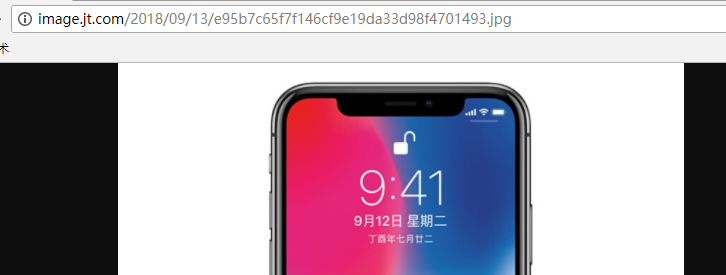 image.jt.com/2018/09/13/e95b7c65f7f146cf9e19da33d98f4701493.jpg
术
9:41
9月12日 星期二
丁酉年七月廿二